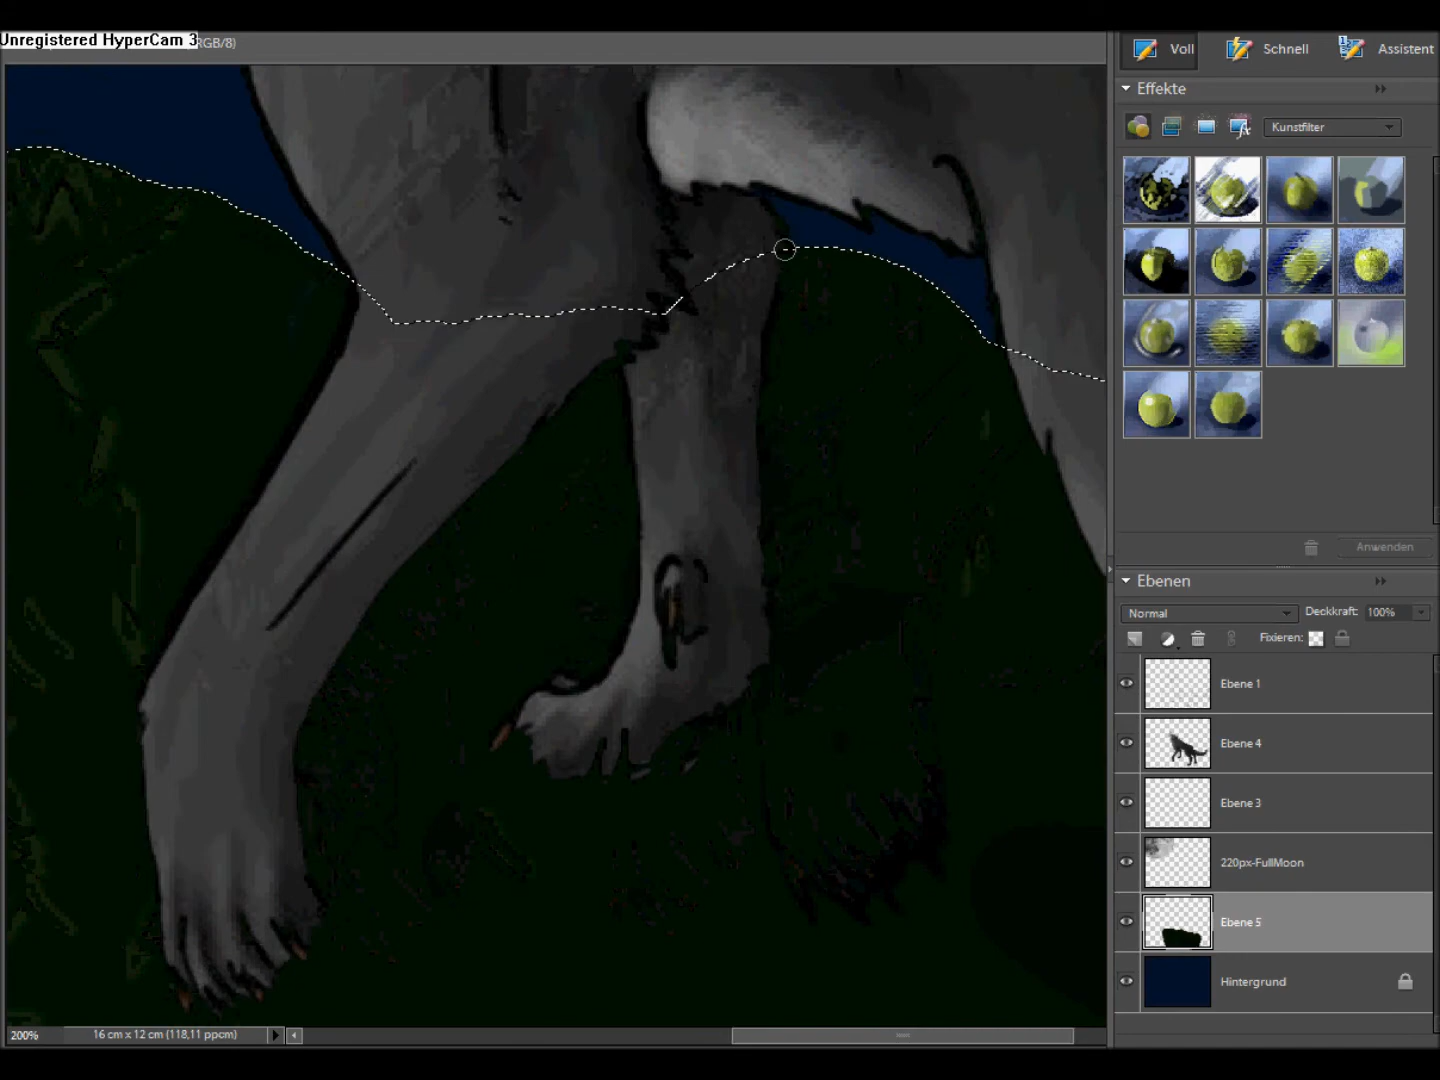 Unregistered HyperCam 3
RGB/8)
Voll
Schnell
Assistent
Effekte
Kunstfilter
Anwenden
Ebenen
Normal
Deckkraft: 100%
Fixieren:
Ebene 1
Ebene 4
Ebene 3
220px-FullMoon
Ebene 5
Hintergrund
200%
16 cm x 12 cm (118,11 ppcm)